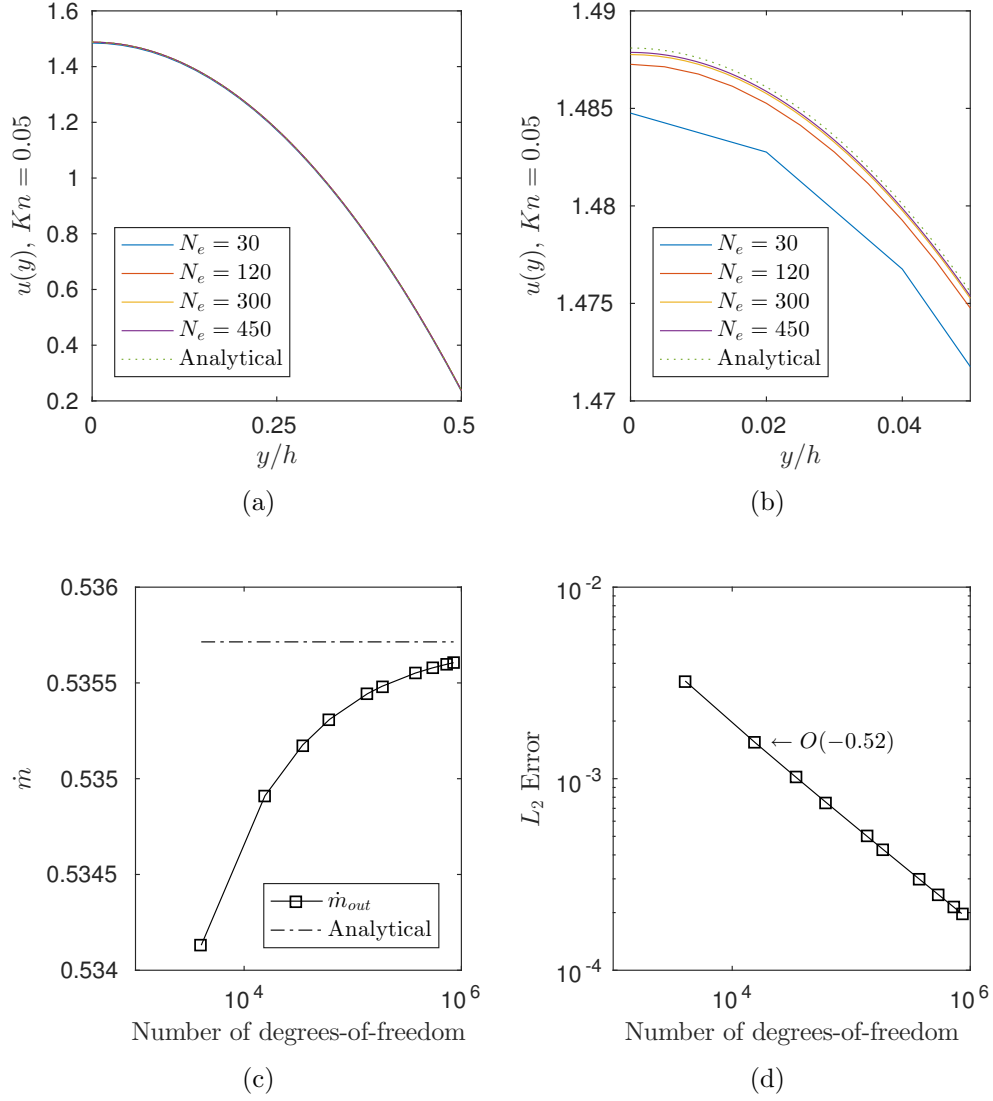 1.6
1.4
1.2
1
0.8
0.6
0.4
0.2
u(y), Kn = 0.05
N_e = 30
N_e = 120
N_e = 300
N_e = 450
Analytical
0
0.25
0.5
y/h
(a)
1.49
1.485
1.48
1.475
1.47
u(y), Kn = 0.05
N_e = 30
N_e = 120
N_e = 300
N_e = 450
Analytical
0
0.02
0.04
y/h
(b)
0.536
0.5355
0.535
0.5345
0.534
ṁ
ṁ_out
Analytical
10^4
10^6
Number of degrees-of-freedom
(c)
10^-2
10^-3
10^-4
L_2 Error
← O(−0.52)
10^4
10^6
Number of degrees-of-freedom
(d)